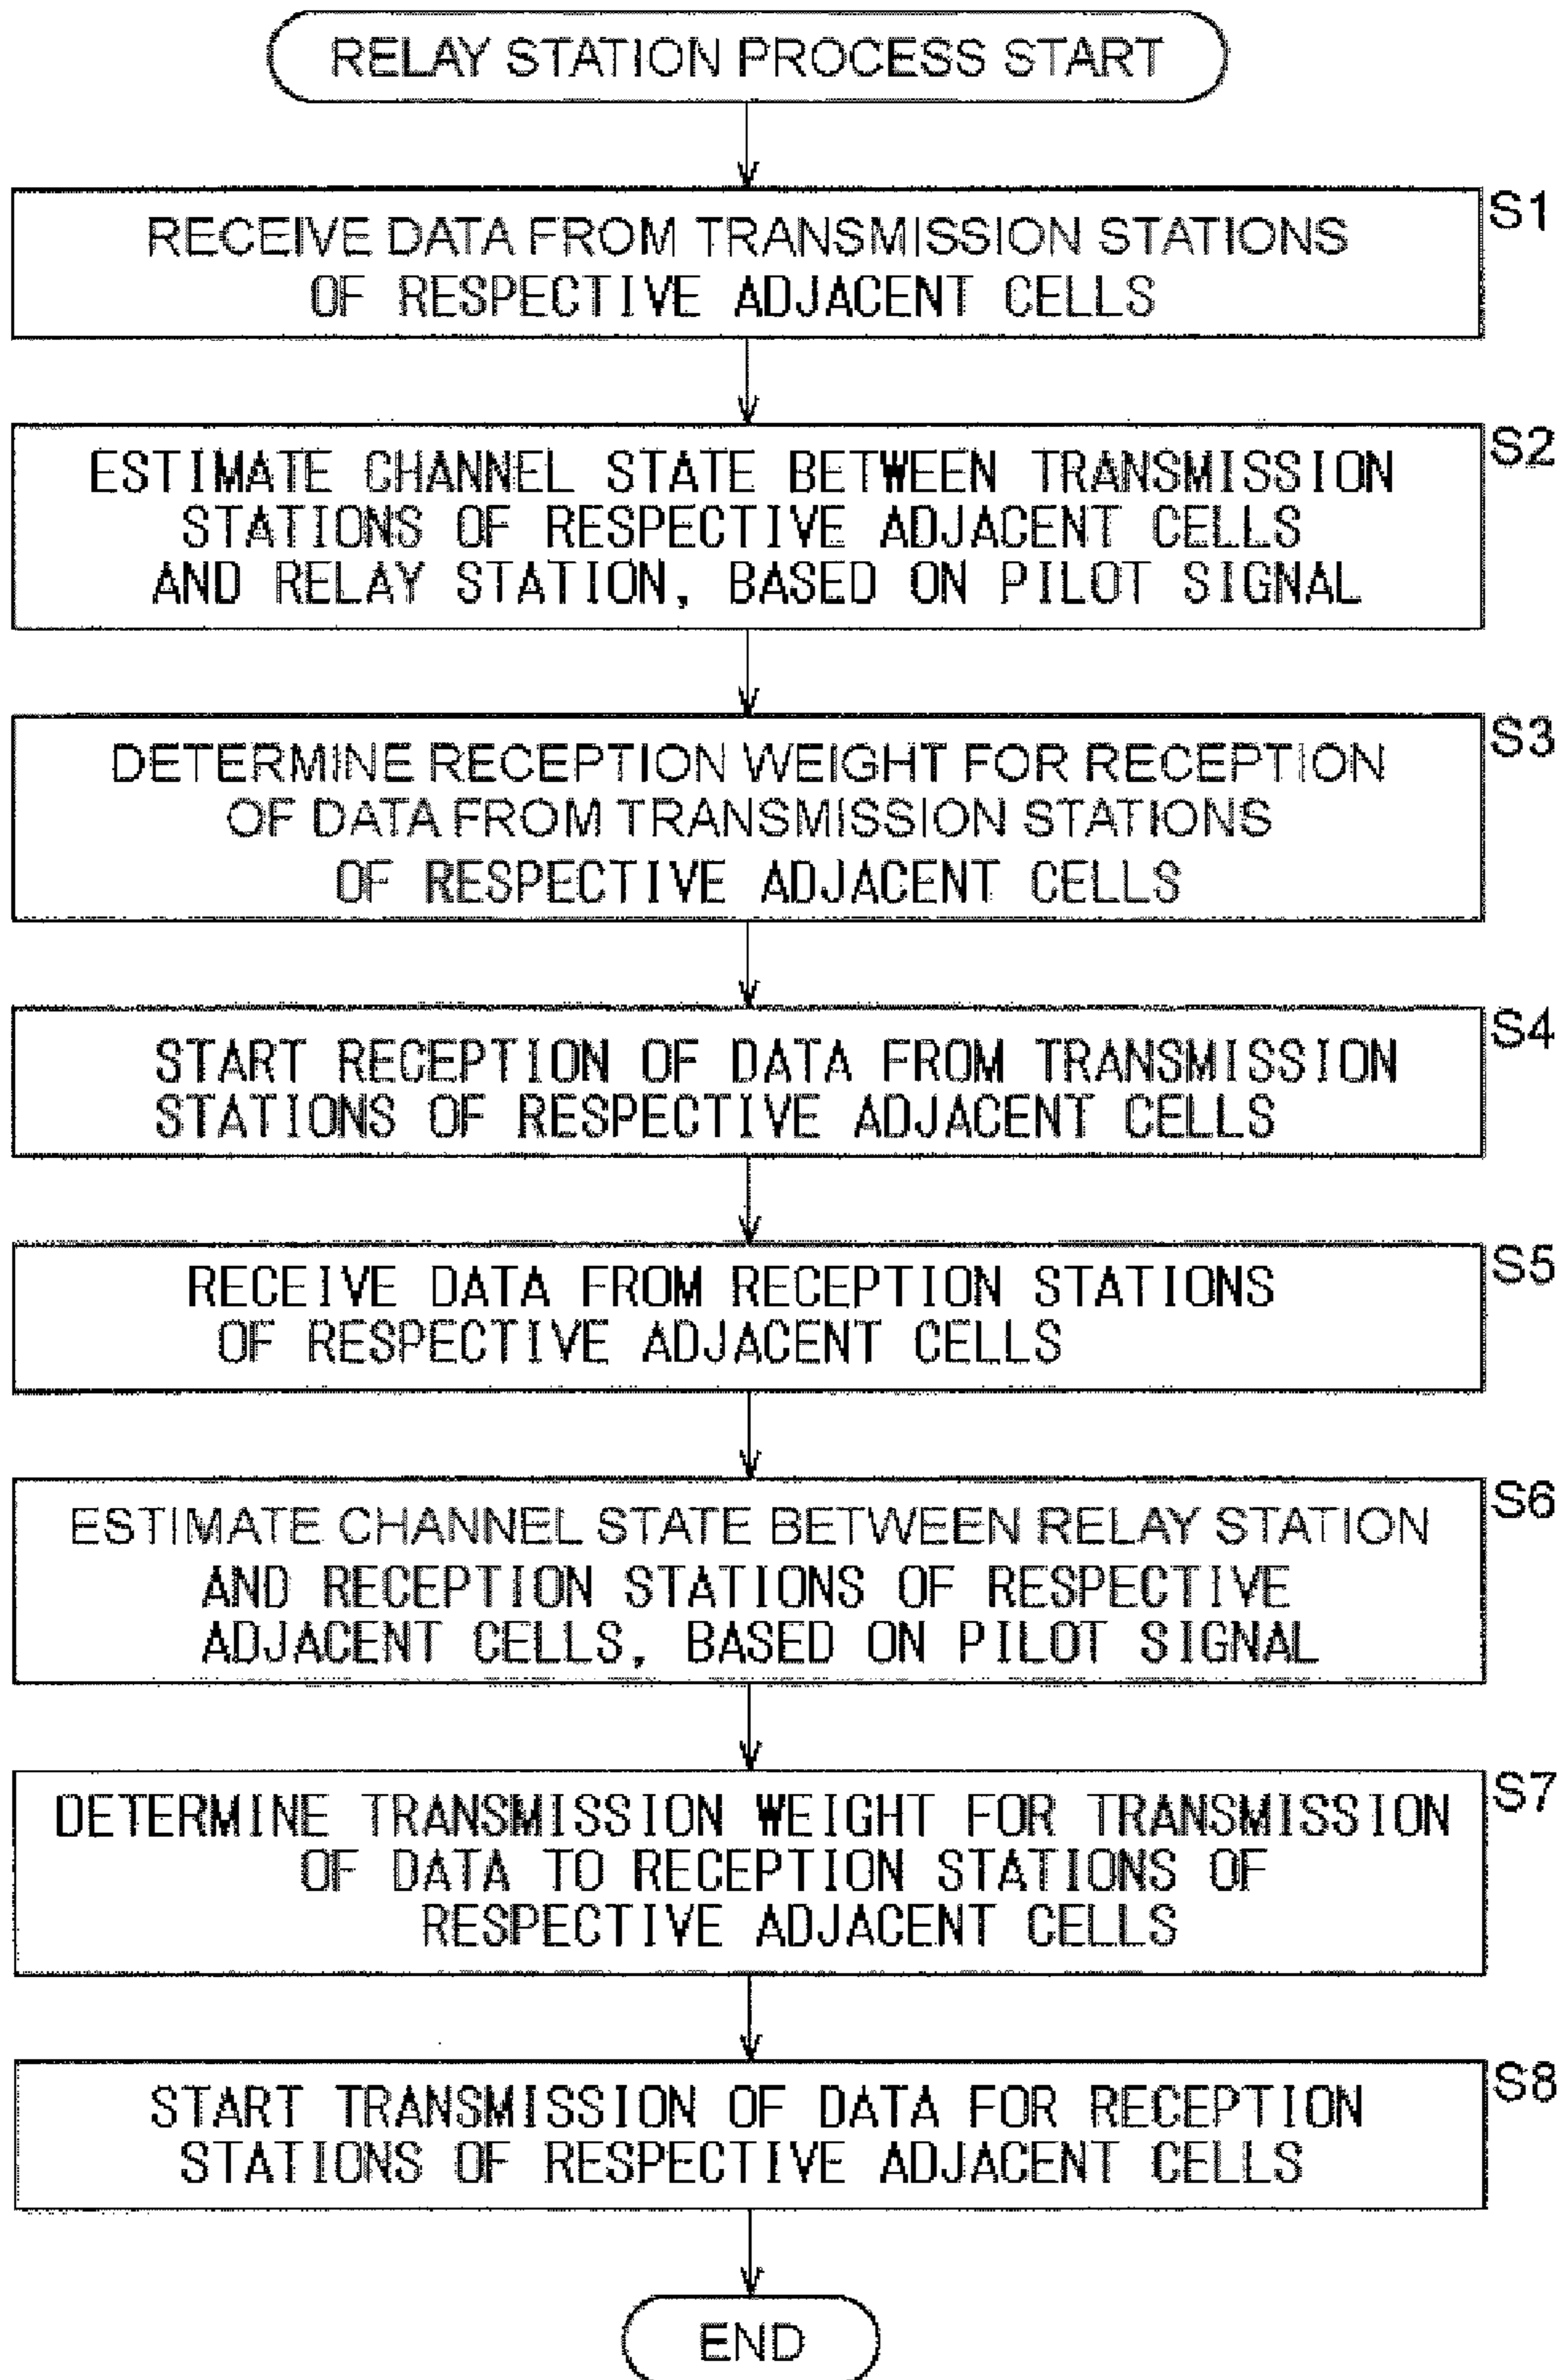 RELAY STATION PROCESS START
S1
RECEIVE DATA FROM TRANSMISSION STATIONS
OF RESPECTIVE ADJACENT CELLS
S2
ESTIMATE CHANNEL STATE BETWEEN TRANSMISSION
STATIONS OF RESPECTIVE ADJACENT CELLS
AND RELAY STATION, BASED ON PILOT SIGNAL
S3
DETERMINE RECEPTION WEIGHT FOR RECEPTION
OF DATA FROM TRANSMISSION STATIONS
OF RESPECTIVE ADJACENT CELLS
S4
START RECEPTION OF DATA FROM TRANSMISSION
STATIONS OF RESPECTIVE ADJACENT CELLS
S5
RECEIVE DATA FROM RECEPTION STATIONS
OF RESPECTIVE ADJACENT CELLS
S6
ESTIMATE CHANNEL STATE BETWEEN RELAY STATION
AND RECEPTION STATIONS OF RESPECTIVE
ADJACENT CELLS, BASED ON PILOT SIGNAL
S7
DETERMINE TRANSMISSION WEIGHT FOR TRANSMISSION
OF DATA TO RECEPTION STATIONS OF
RESPECTIVE ADJACENT CELLS
S8
START TRANSMISSION OF DATA FOR RECEPTION
STATIONS OF RESPECTIVE ADJACENT CELLS
END